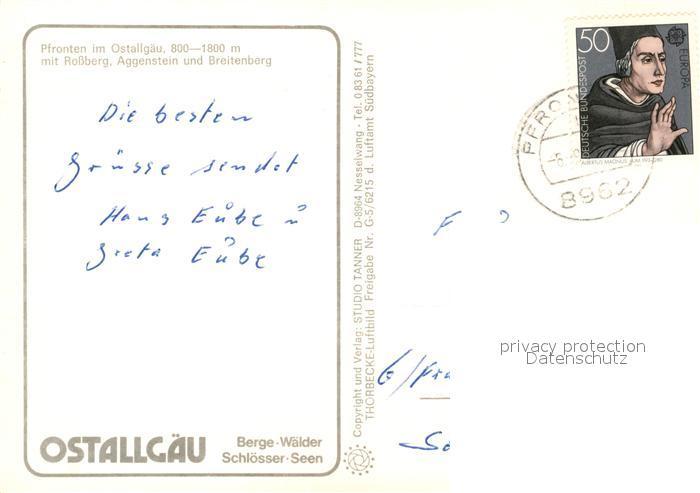 Pfronten im Ostallgäu, 800—1800 m
mit Roßberg, Aggenstein und Breitenberg
Die besten
Grüsse sendet
Hans Eube u
Greta Eube
OSTALLGÄU
Berge·Wälder
Schlösser·Seen
Copyright und Verlag: STUDIO TANNER D-8964 Nesselwang - Tel. 0 83 61 / 777
THORBECKE-Luftbild Freigabe Nr. G-5/6215 d. Luftamt Südbayern
50
DEUTSCHE BUNDESPOST
EUROPA
ALBERTUS MAGNUS 1193-1280
8962
privacy protection
Datenschutz